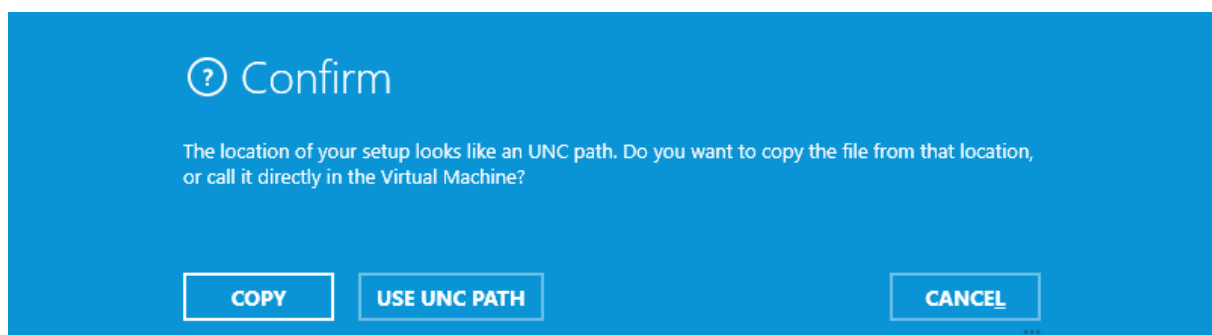 Confirm
The location of your setup looks like an UNC path. Do you want to copy the file from that location,
or call it directly in the Virtual Machine?
COPY USE UNC PATH CANCEL